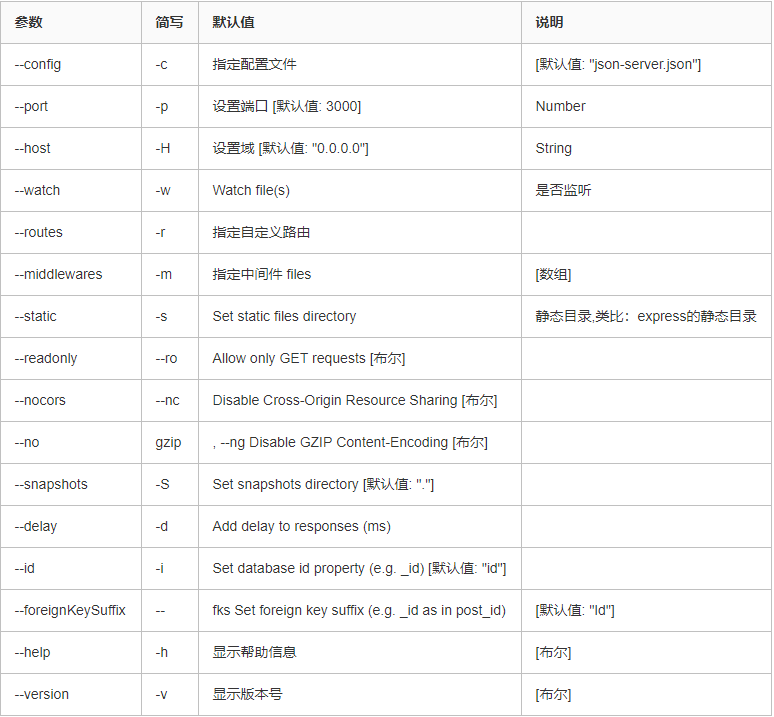 参数 简写 默认值 说明
--config -c 指定配置文件 [默认值: "json-server.json"]
--port -p 设置端口 [默认值: 3000] Number
--host -H 设置域 [默认值: "0.0.0.0"] String
--watch -w Watch file(s) 是否监听
--routes -r 指定自定义路由
--middlewares -m 指定中间件 files [数组]
--static -s Set static files directory 静态目录,类比：express的静态目录
--readonly --ro Allow only GET requests [布尔]
--nocors --nc Disable Cross-Origin Resource Sharing [布尔]
--no gzip , --ng Disable GZIP Content-Encoding [布尔]
--snapshots -S Set snapshots directory [默认值: "."]
--delay -d Add delay to responses (ms)
--id -i Set database id property (e.g. _id) [默认值: "id"]
--foreignKeySuffix -- fks Set foreign key suffix (e.g. _id as in post_id) [默认值: "Id"]
--help -h 显示帮助信息 [布尔]
--version -v 显示版本号 [布尔]